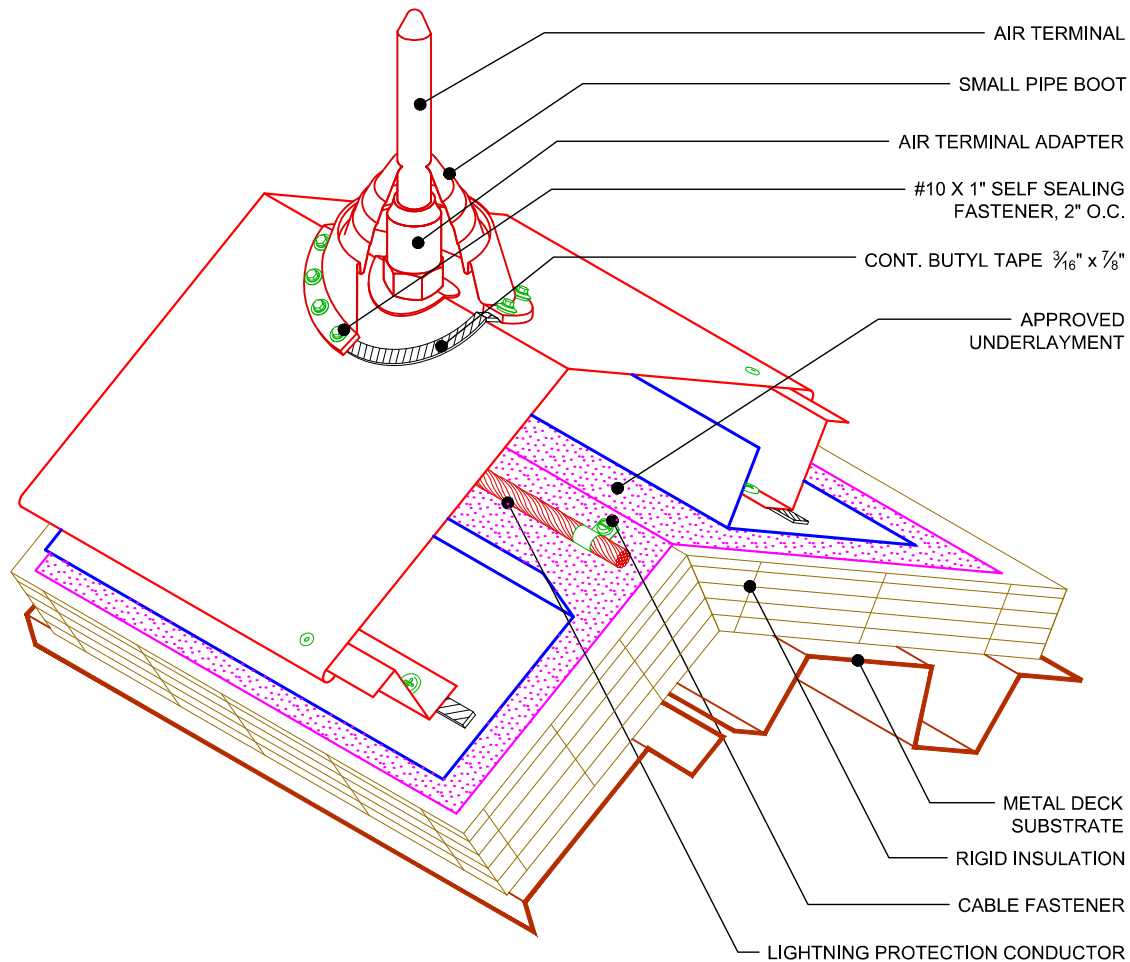 AIR TERMINAL
SMALL PIPE BOOT
AIR TERMINAL ADAPTER
#10 X 1" SELF SEALING
FASTENER, 2" O.C.
CONT. BUTYL TAPE 3⁄16" x 7⁄8"
APPROVED
UNDERLAYMENT
METAL DECK
SUBSTRATE
RIGID INSULATION
CABLE FASTENER
LIGHTNING PROTECTION CONDUCTOR